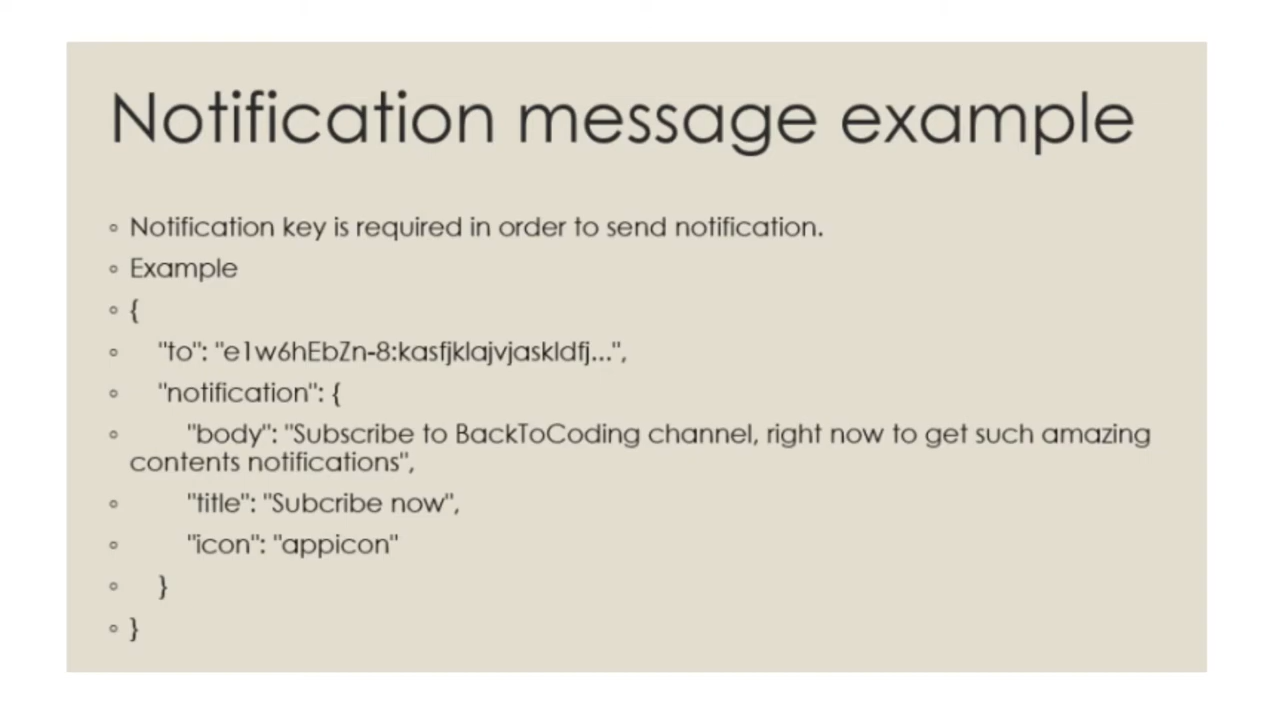 Notification message example
Notification key is required in order to send notification.
Example
{
"to": "e1w6hEbZn-8:kasfjklajvjaskldfj...",
"notification": {
"body": "Subscribe to BackToCoding channel, right now to get such amazing
contents notifications",
"title": "Subcribe now",
"icon": "appicon"
}
}